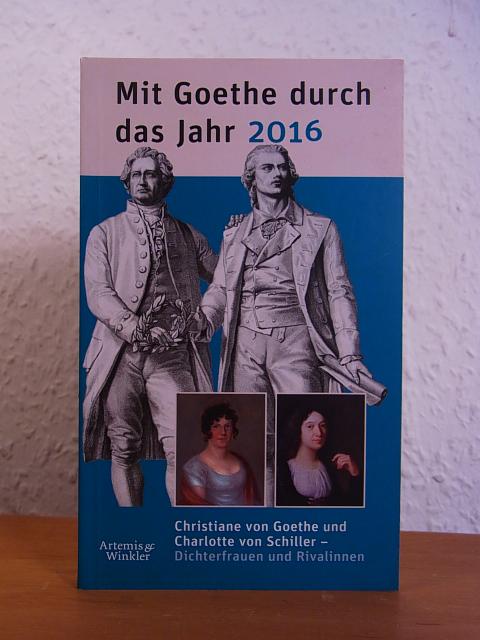 Mit Goethe durch
das Jahr 2016
Christiane von Goethe und
Charlotte von Schiller –
Dichterfrauen und Rivalinnen
Artemis &
Winkler